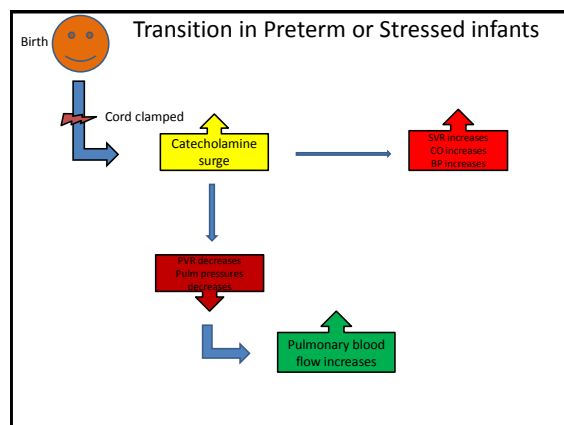 Transition in Preterm or Stressed infants
Birth
Cord clamped
Catecholamine
surge
SVR increases
CO increases
BP increases
PVR decreases
Pulm pressures
decreases
Pulmonary blood
flow increases